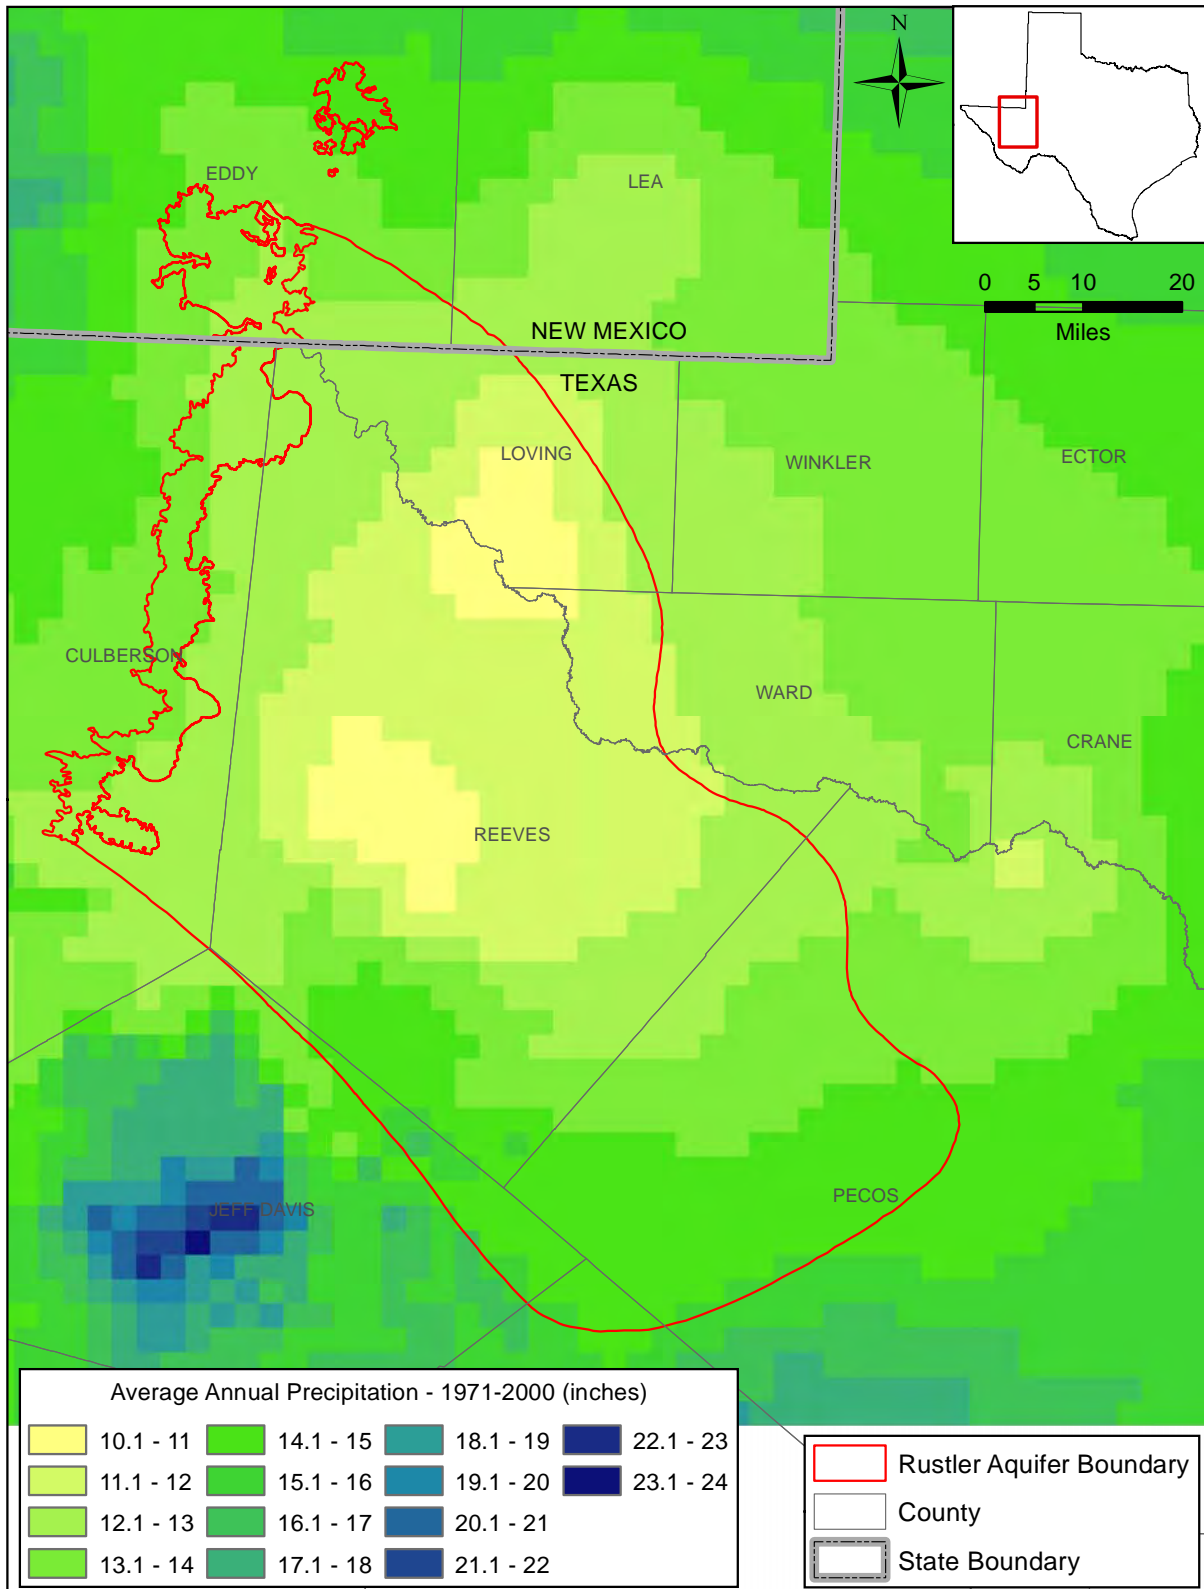 N
EDDY
LEA
0 5 10 20
Miles
NEW MEXICO
TEXAS
LOVING
WINKLER
ECTOR
CULBERSON
WARD
CRANE
REEVES
JEFF DAVIS
PECOS
Average Annual Precipitation - 1971-2000 (inches)
10.1 - 11 14.1 - 15 18.1 - 19 22.1 - 23
11.1 - 12 15.1 - 16 19.1 - 20 23.1 - 24
12.1 - 13 16.1 - 17 20.1 - 21
13.1 - 14 17.1 - 18 21.1 - 22
Rustler Aquifer Boundary
County
State Boundary